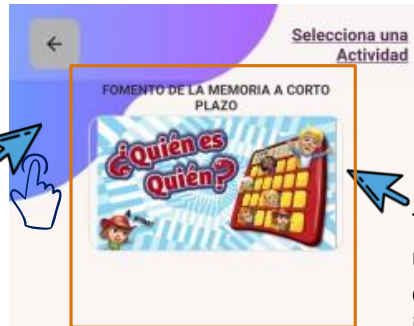 Selecciona una
Actividad
FOMENTO DE LA MEMORIA A CORTO
PLAZO
¿Quién es
Quién?